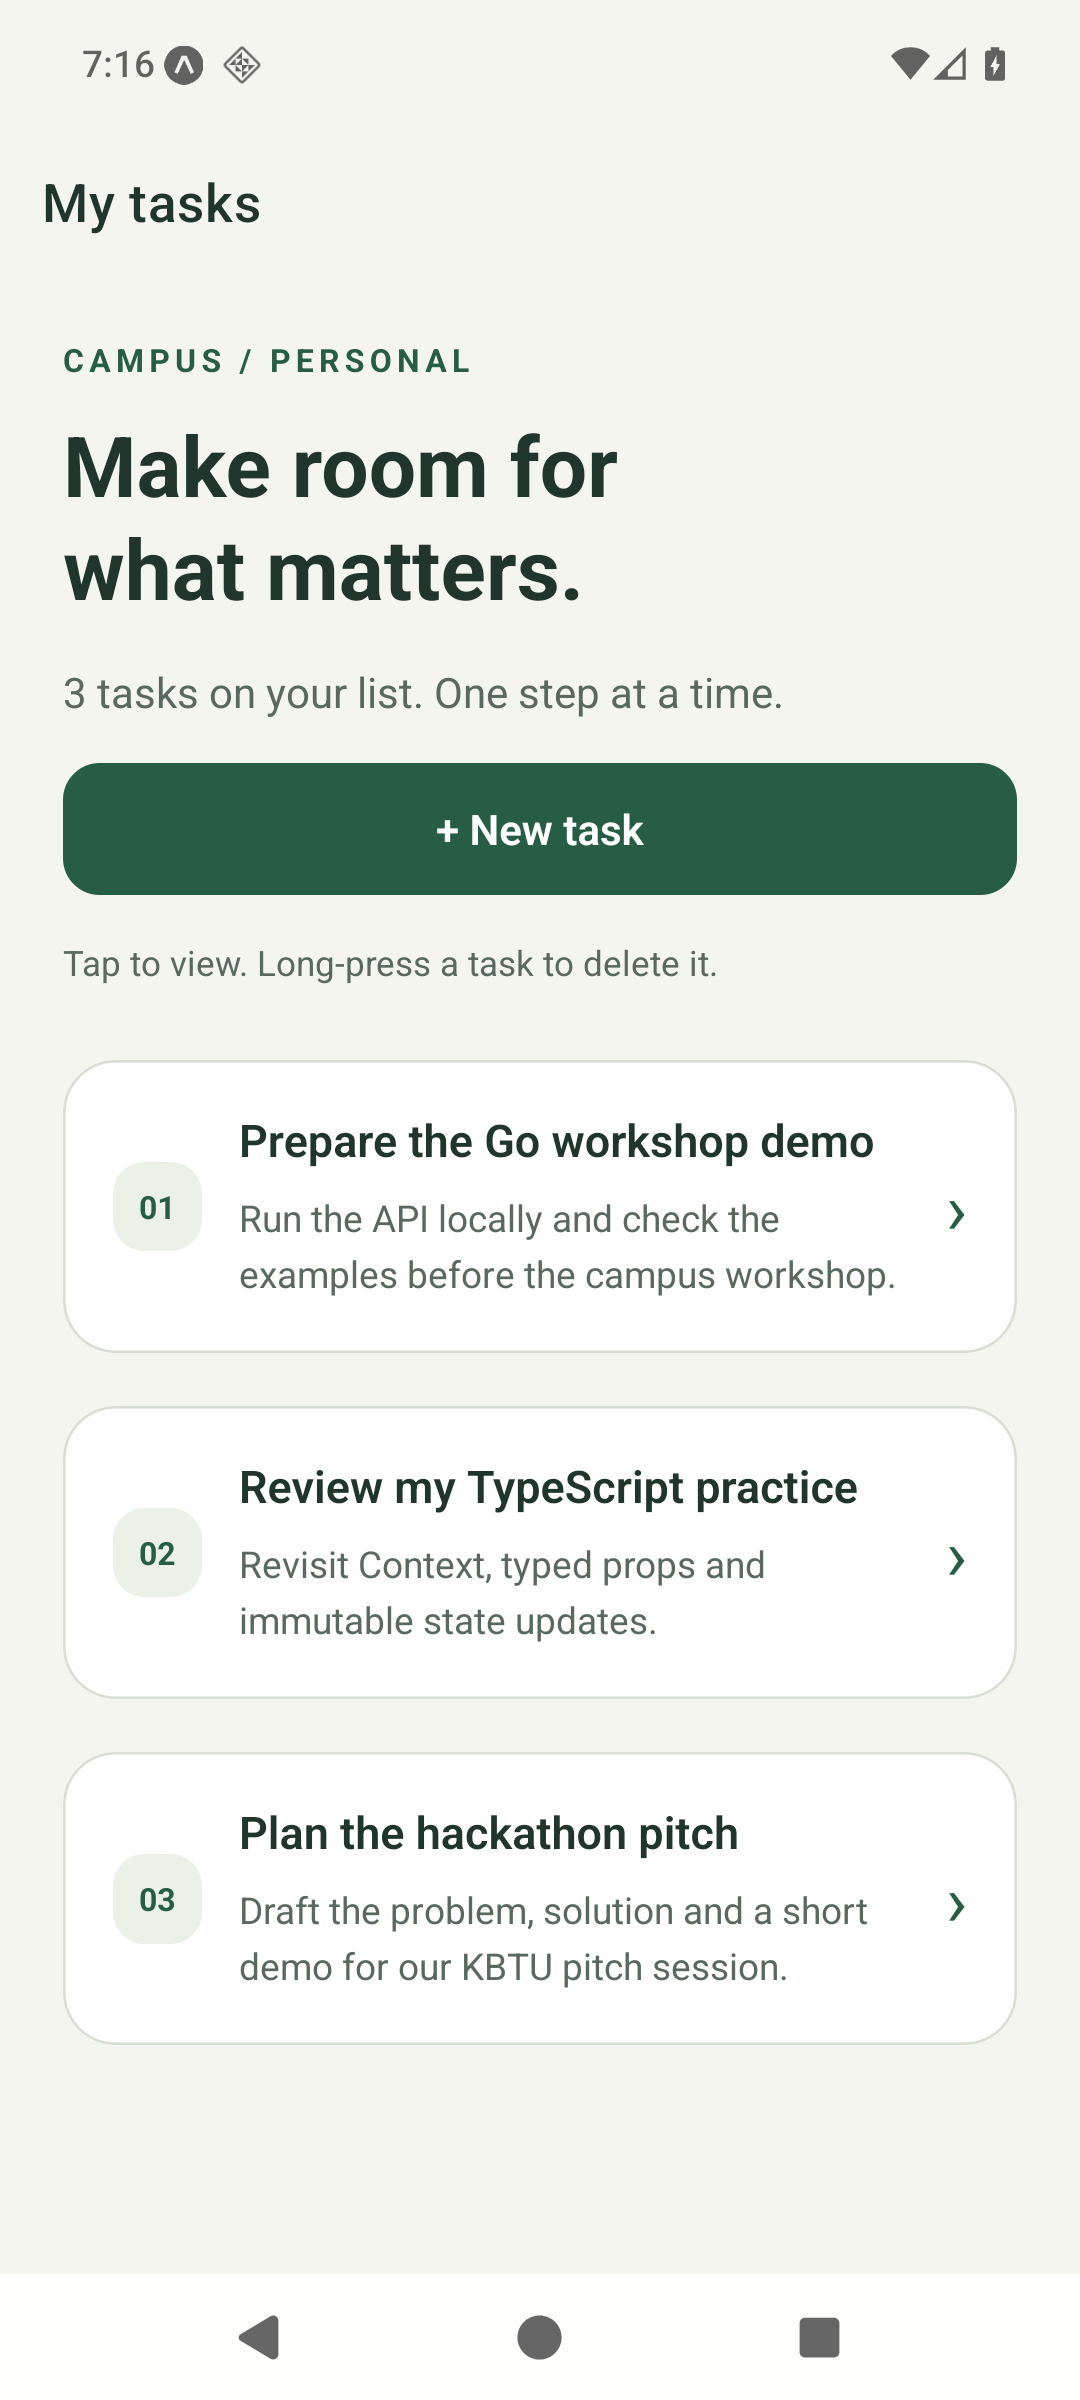 7:16
My tasks
CAMPUS / PERSONAL
Make room for
what matters.
3 tasks on your list. One step at a time.
+ New task
Tap to view. Long-press a task to delete it.
Prepare the Go workshop demo
01
Run the API locally and check the
examples before the campus workshop.
Review my TypeScript practice
02
Revisit Context, typed props and
immutable state updates.
Plan the hackathon pitch
03
Draft the problem, solution and a short
demo for our KBTU pitch session.